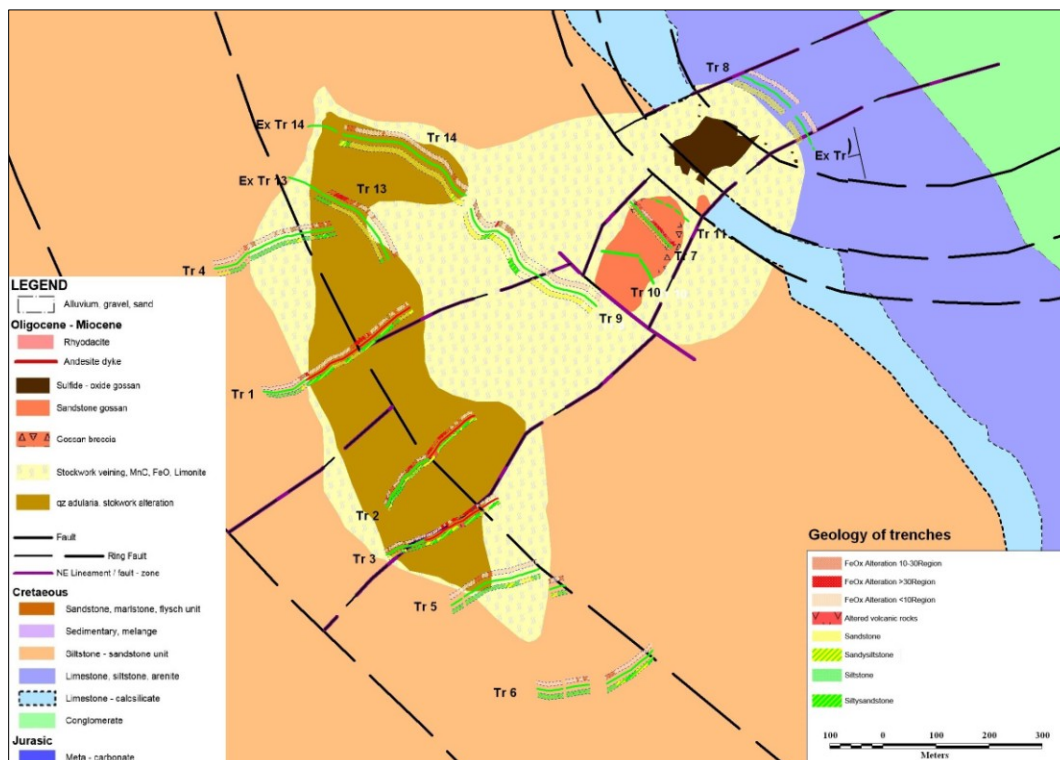 Tr 8
Ex Tr 14
Tr 14
Ex Tr
Ex Tr 13
Tr 13
Tr 11
Tr 4
Tr 7
LEGEND
Tr 10
Alluvium, gravel, sand
Tr 9
Oligocene - Miocene
Rhyodacite
Andesite dyke
Tr 1
Sulfide - oxide gossan
Sandstone gossan
Gossan breccia
Stockwork veining, MnC, FeO, Limonite
qz adularia, stckwork alteration
Tr 2
Fault
Geology of trenches
Ring Fault
Tr 3
NE Lineament / fault - zone
FeOx Alteration 10-30Region
FeOx Alteration >30Region
Cretaceous
FeOx Alteration <10Region
Tr 5
Sandstone, marlstone, flysch unit
Altered volcanic rocks
Sedimentary, melange
Sandstone
Siltstone - sandstone unit
Sandysiltstone
Limestone, siltstone, arenite
Siltstone
Tr 6
Limestone - calcsilicate
Siltysandstone
Conglomerate
Jurasic
100 0 100 200 300
Meta - carbonate
Meters